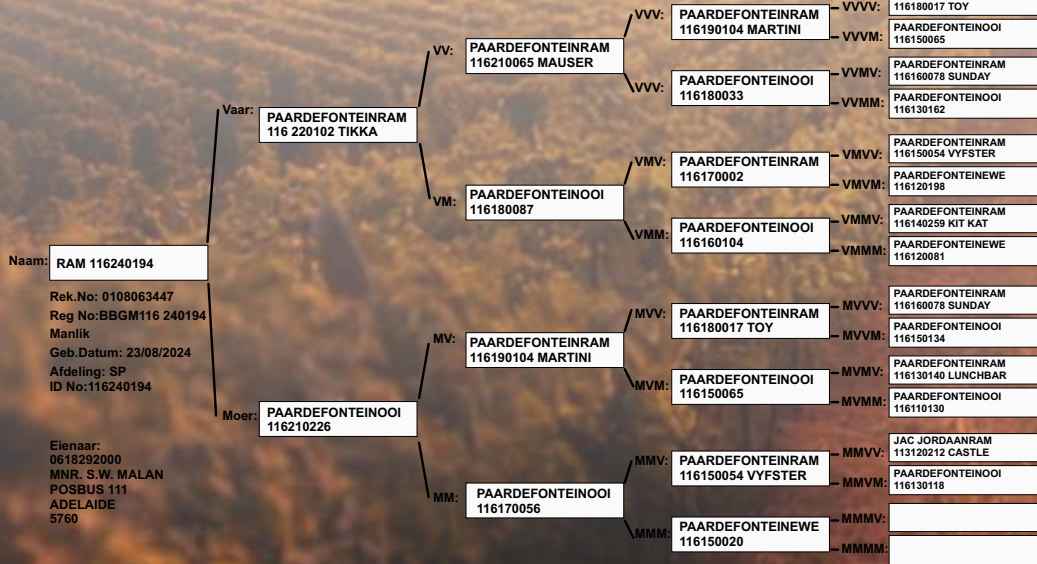 Naam:
RAM 116240194
Rek.No: 0108063447
Reg No:BBGM116 240194
Manlik
Geb.Datum: 23/08/2024
Afdeling: SP
ID No:116240194
Eienaar:
0618292000
MNR. S.W. MALAN
POSBUS 111
ADELAIDE
5760
Vaar:
PAARDEFONTEINRAM
116 220102 TIKKA
Moer:
PAARDEFONTEINOOI
116210226
VV:
PAARDEFONTEINRAM
116210065 MAUSER
VM:
PAARDEFONTEINOOI
116180087
MV:
PAARDEFONTEINRAM
116190104 MARTINI
MM:
PAARDEFONTEINOOI
116170056
VVV:
PAARDEFONTEINRAM
116190104 MARTINI
VVV:
PAARDEFONTEINOOI
116180033
VMV:
PAARDEFONTEINRAM
116170002
VMM:
PAARDEFONTEINOOI
116160104
MVV:
PAARDEFONTEINRAM
116180017 TOY
MVM:
PAARDEFONTEINOOI
116150065
MMV:
PAARDEFONTEINRAM
116150054 VYFSTER
MMM:
PAARDEFONTEINEWE
116150020
VVVV:
116180017 TOY
VVVM:
PAARDEFONTEINOOI
116150065
VVMV:
PAARDEFONTEINRAM
116160078 SUNDAY
VVMM:
PAARDEFONTEINOOI
116130162
VMVV:
PAARDEFONTEINRAM
116150054 VYFSTER
VMVM:
PAARDEFONTEINEWE
116120198
VMMV:
PAARDEFONTEINRAM
116140259 KIT KAT
VMMM:
PAARDEFONTEINEWE
116120081
MVVV:
PAARDEFONTEINRAM
116160078 SUNDAY
MVVM:
PAARDEFONTEINOOI
116150134
MVMV:
PAARDEFONTEINRAM
116130140 LUNCHBAR
MVMM:
PAARDEFONTEINOOI
116110130
MMVV:
JAC JORDAANRAM
113120212 CASTLE
MMVM:
PAARDEFONTEINOOI
116130118
MMMV:
MMMM: